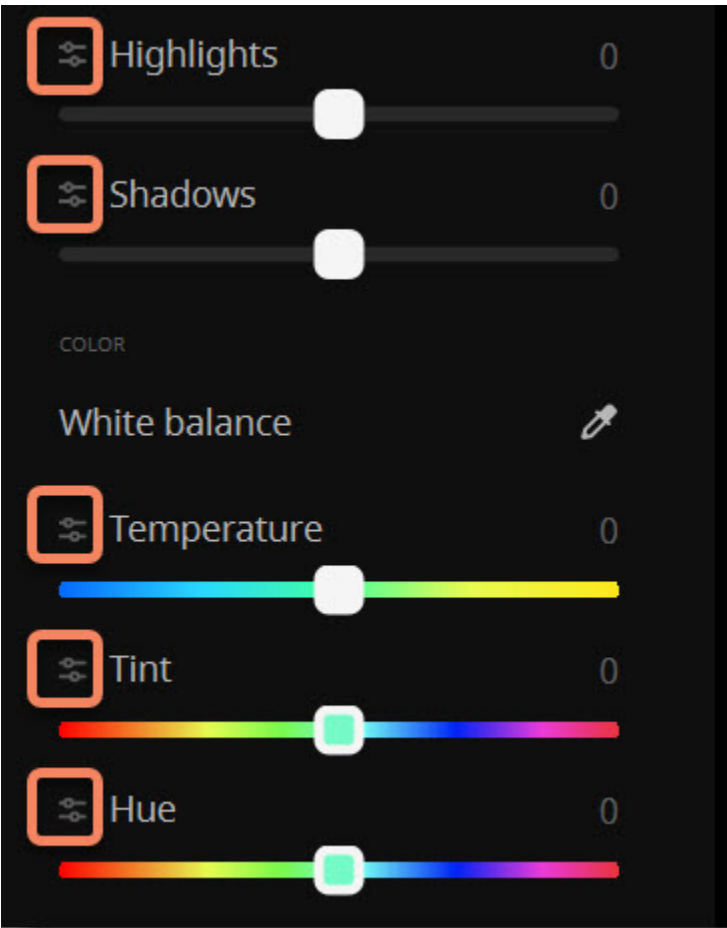 Highlights 0
Shadows 0
COLOR
White balance
Temperature 0
Tint 0
Hue 0